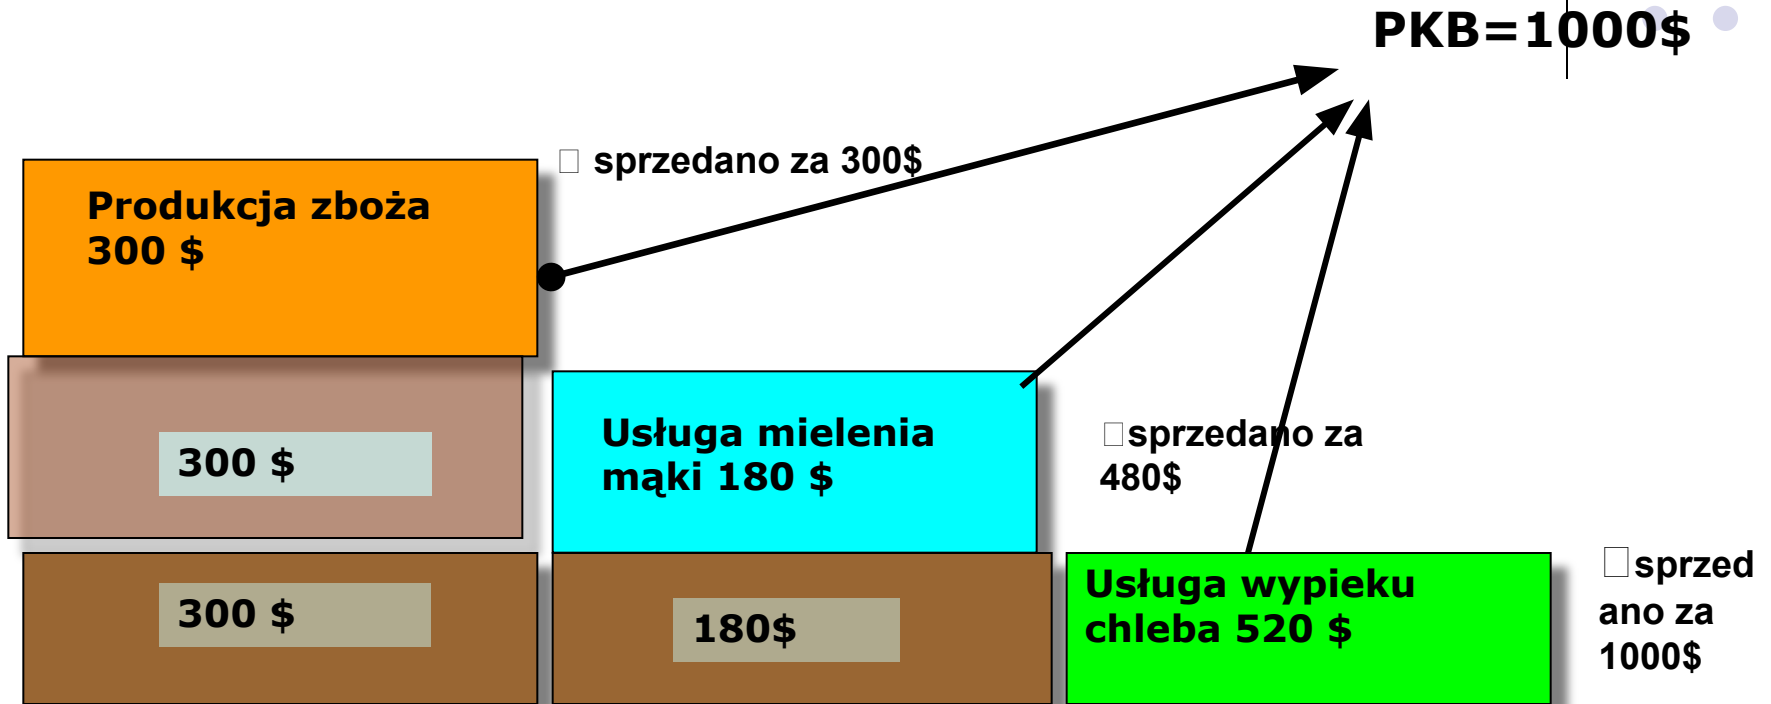 PKB=1000$
sprzedano za 300$
Produkcja zboża
300 $
300 $
Usługa mielenia
mąki 180 $
sprzedano za
480$
300 $
180$
Usługa wypieku
chleba 520 $
sprzed
ano za
1000$